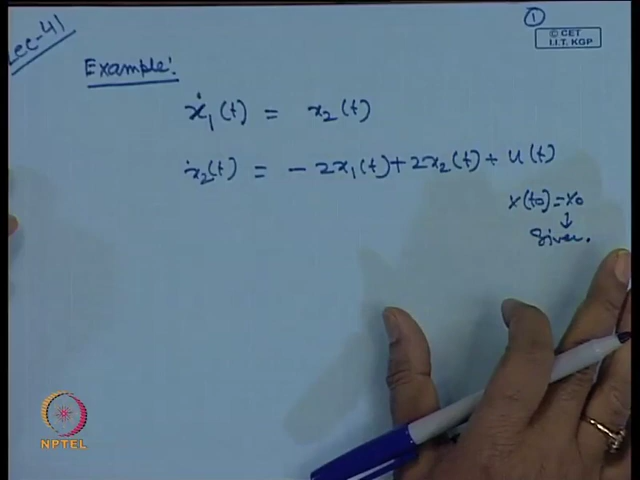 Lec-41
①
© CET
I.I.T. KGP
Example:
ẋ₁(t) = x₂(t)
ẋ₂(t) = - 2x₁(t) + 2x₂(t) + u(t)
x(t₀) = x₀
↓
Given.
NPTEL